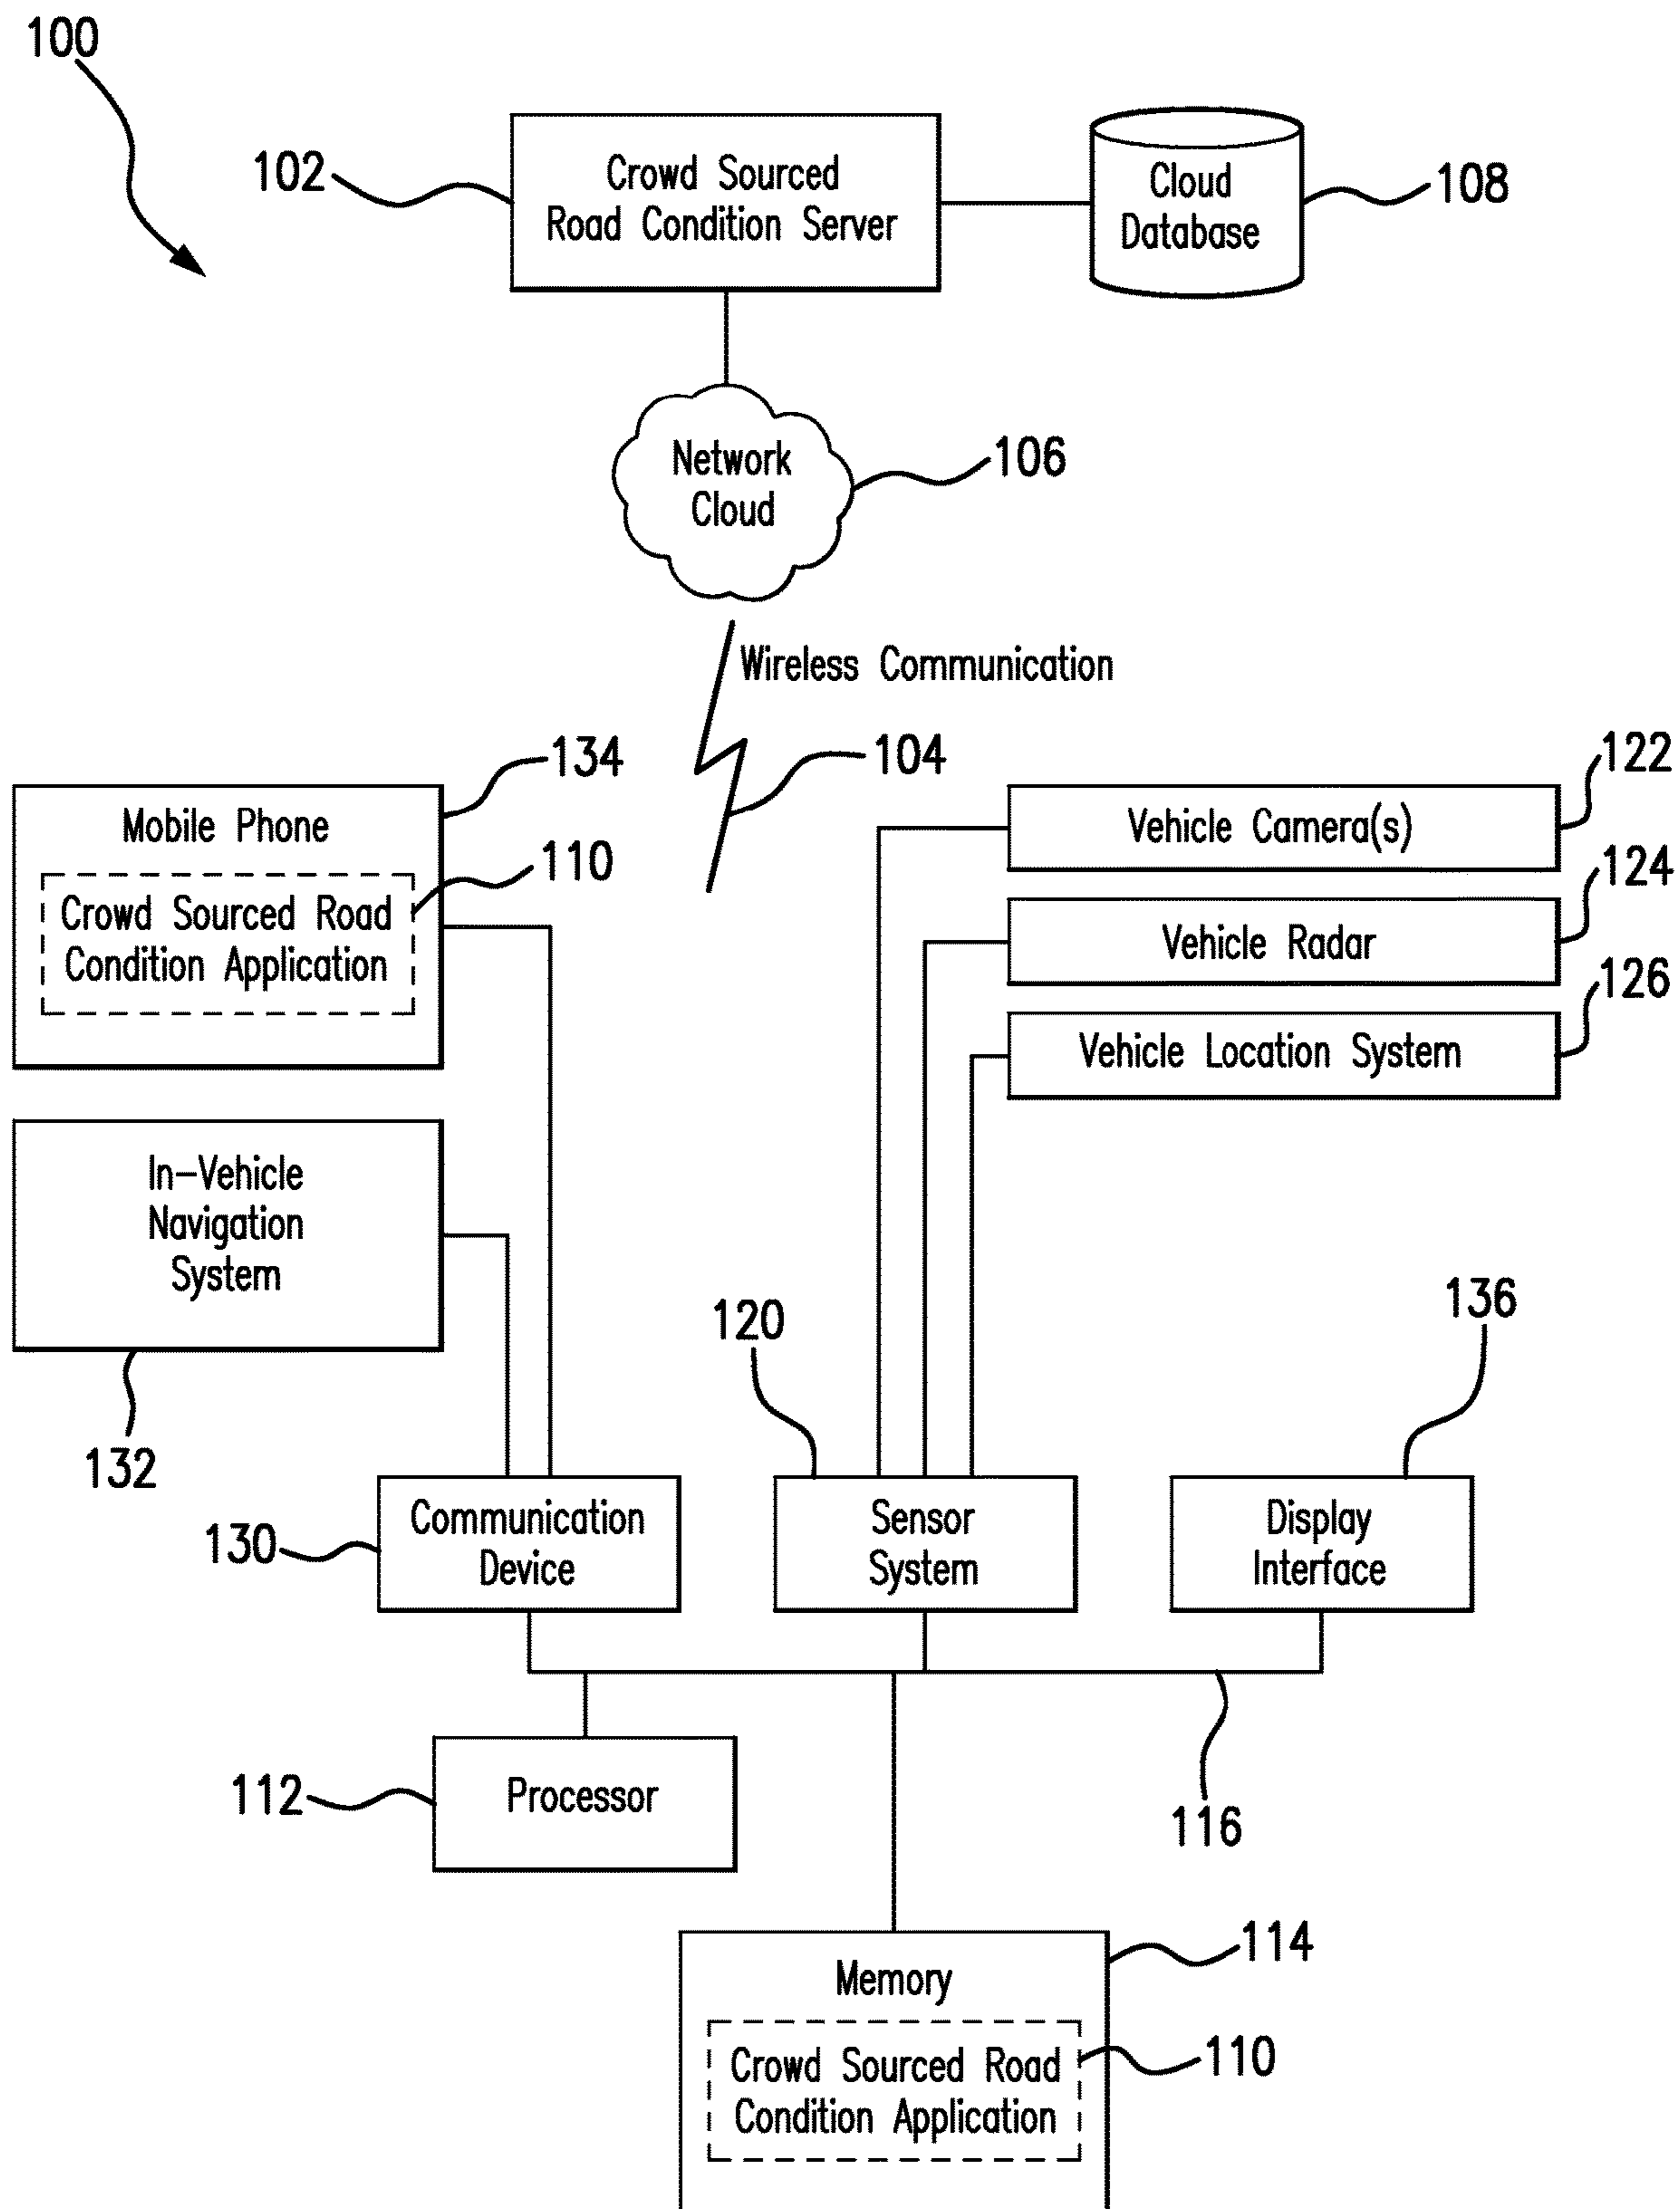 100
102
Crowd Sourced
Road Condition Server
Cloud
Database
108
Network
Cloud
106
Wireless Communication
104
134
Mobile Phone
110
Crowd Sourced Road
Condition Application
122
Vehicle Camera(s)
124
Vehicle Radar
126
Vehicle Location System
In-Vehicle
Navigation
System
132
120
136
130
Communication
Device
Sensor
System
Display
Interface
112
Processor
116
114
Memory
110
Crowd Sourced Road
Condition Application